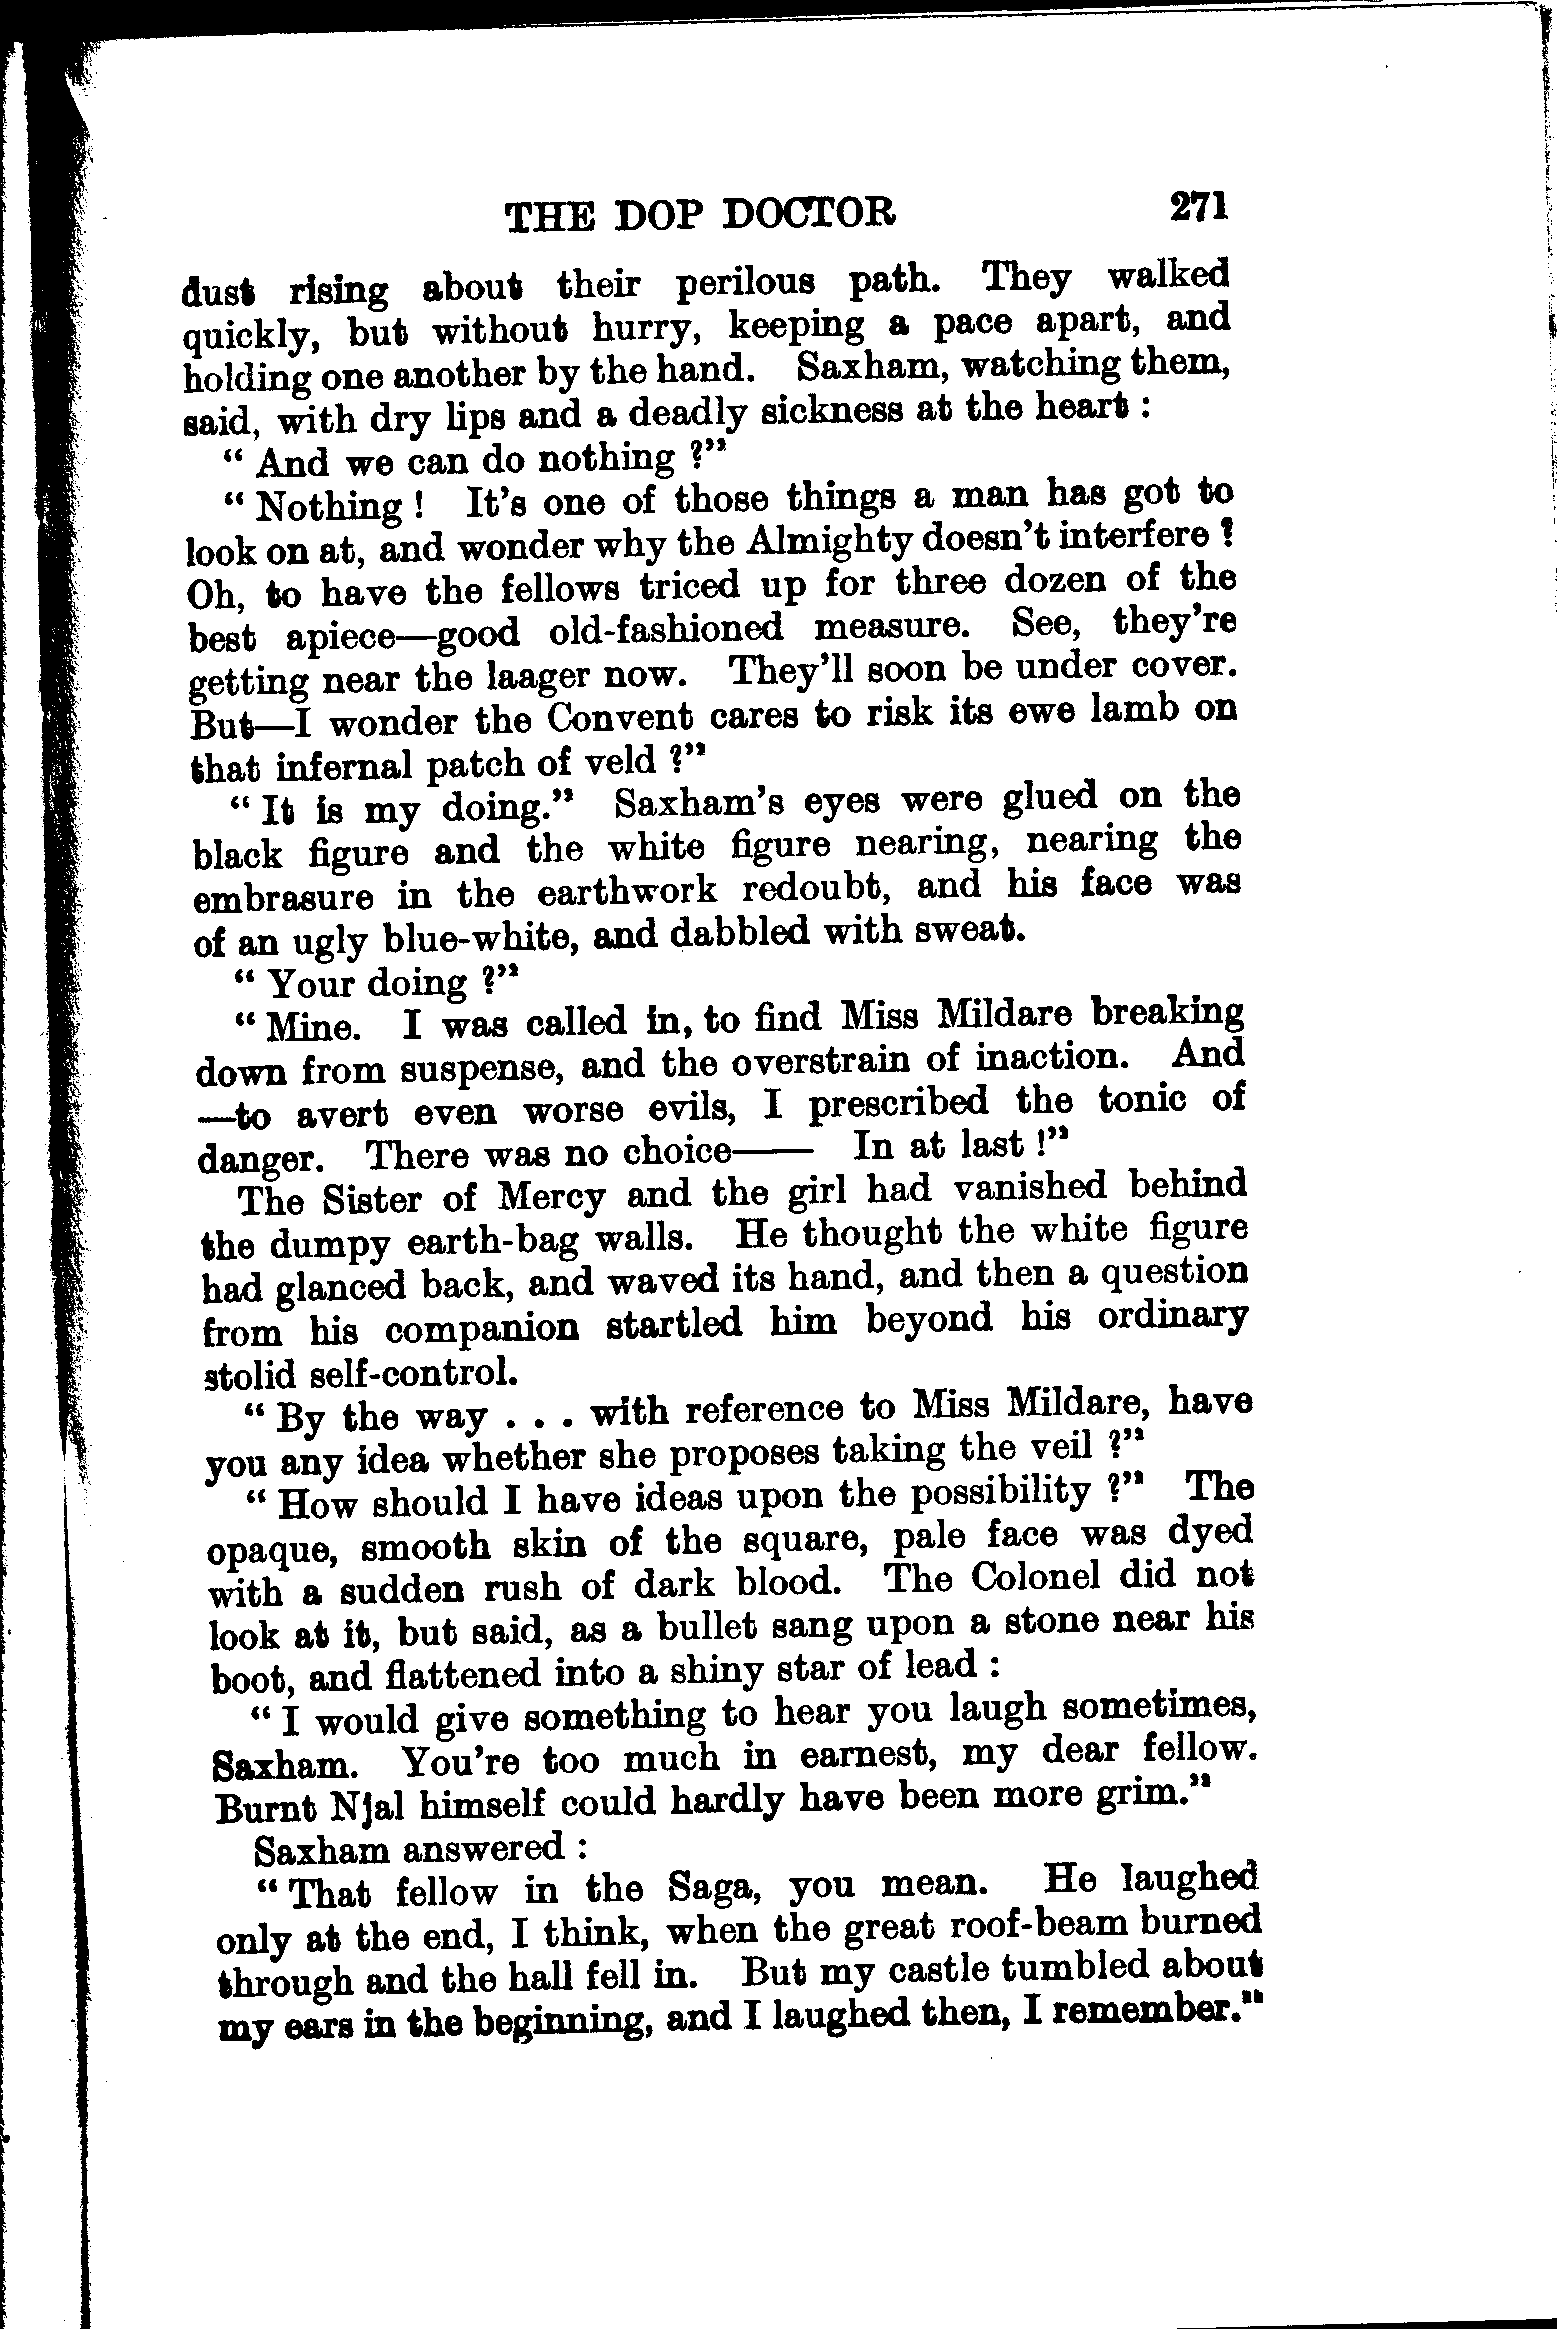 THE DOP DOCTOR 271
dust rising about their perilous path. They walked
quickly, but without hurry, keeping a pace apart, and
holding one another by the hand. Saxham, watching them,
said, with dry lips and a deadly sickness at the heart :
“ And we can do nothing ?”
“ Nothing ! It’s one of those things a man has got to
look on at, and wonder why the Almighty doesn’t interfere ?
Oh, to have the fellows triced up for three dozen of the
best apiece—good old-fashioned measure. See, they’re
getting near the laager now. They’ll soon be under cover.
But—I wonder the Convent cares to risk its ewe lamb on
that infernal patch of veld ?”
“ It is my doing.” Saxham’s eyes were glued on the
black figure and the white figure nearing, nearing the
embrasure in the earthwork redoubt, and his face was
of an ugly blue-white, and dabbled with sweat.
“ Your doing ?”
“ Mine. I was called in, to find Miss Mildare breaking
down from suspense, and the overstrain of inaction. And
—to avert even worse evils, I prescribed the tonic of
danger. There was no choice—— In at last !”
The Sister of Mercy and the girl had vanished behind
the dumpy earth-bag walls. He thought the white figure
had glanced back, and waved its hand, and then a question
from his companion startled him beyond his ordinary
stolid self-control.
“ By the way . . . with reference to Miss Mildare, have
you any idea whether she proposes taking the veil ?”
“ How should I have ideas upon the possibility ?” The
opaque, smooth skin of the square, pale face was dyed
with a sudden rush of dark blood. The Colonel did not
look at it, but said, as a bullet sang upon a stone near his
boot, and flattened into a shiny star of lead :
“ I would give something to hear you laugh sometimes,
Saxham. You’re too much in earnest, my dear fellow.
Burnt Njal himself could hardly have been more grim.”
Saxham answered :
“ That fellow in the Saga, you mean. He laughed
only at the end, I think, when the great roof-beam burned
through and the hall fell in. But my castle tumbled about
my ears in the beginning, and I laughed then, I remember.”